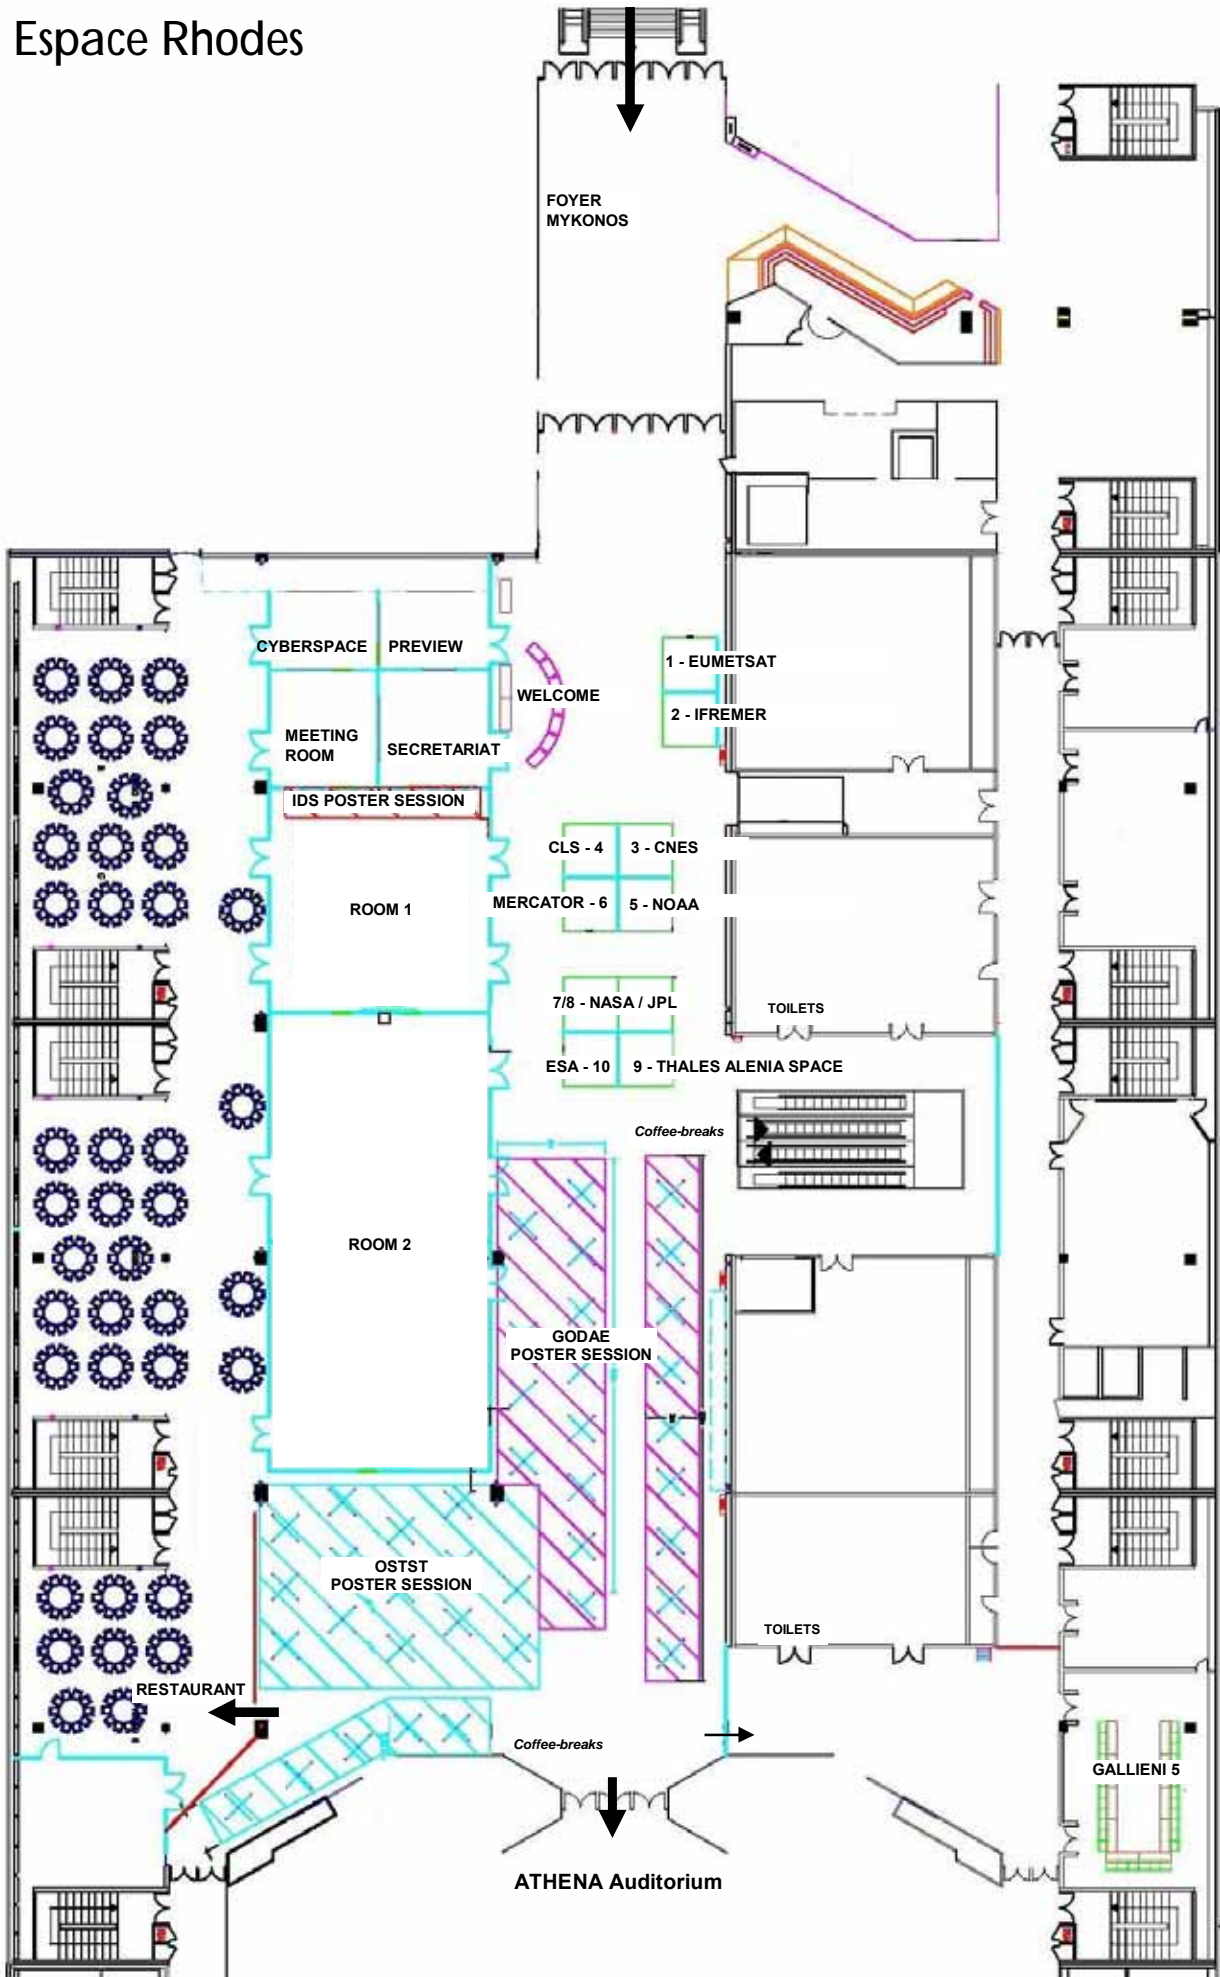 Espace Rhodes
FOYER
MYKONOS
CYBERSPACE
PREVIEW
1 - EUMETSAT
WELCOME
2 - IFREMER
MEETING
ROOM
SECRETARIAT
IDS POSTER SESSION
CLS - 4
3 - CNES
ROOM 1
MERCATOR - 6
5 - NOAA
7/8 - NASA / JPL
TOILETS
ESA - 10
9 - THALES ALENIA SPACE
Coffee-breaks
ROOM 2
GODAE
POSTER SESSION
OSTST
POSTER SESSION
TOILETS
RESTAURANT
Coffee-breaks
GALLIENI 5
ATHENA Auditorium